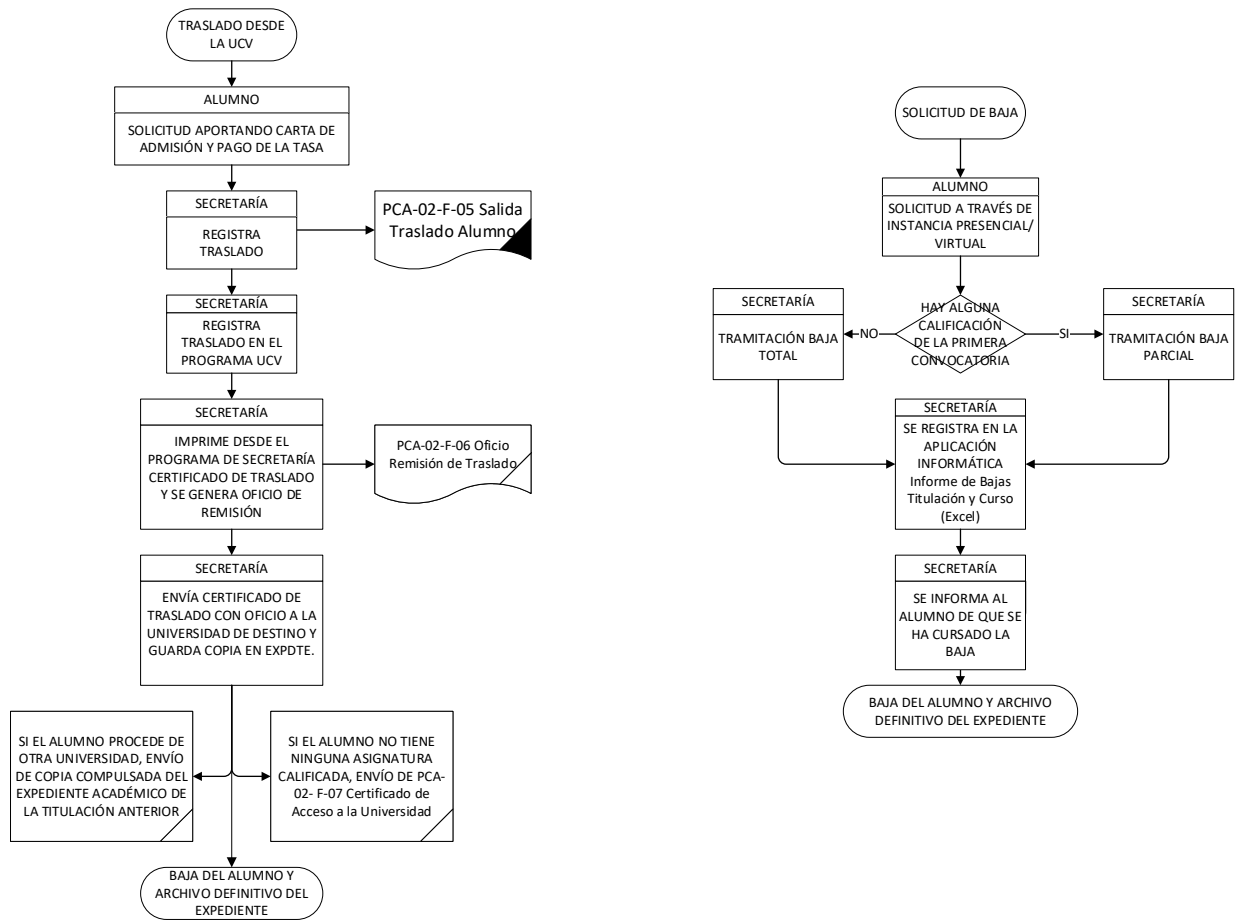 TRASLADO DESDE
LA UCV
ALUMNO
SOLICITUD APORTANDO CARTA DE
ADMISIÓN Y PAGO DE LA TASA
SECRETARÍA
REGISTRA
TRASLADO
PCA-02-F-05 Salida
Traslado Alumno
SECRETARÍA
REGISTRA
TRASLADO EN EL
PROGRAMA UCV
SECRETARÍA
IMPRIME DESDE EL
PROGRAMA DE SECRETARÍA
CERTIFICADO DE TRASLADO
Y SE GENERA OFICIO DE
REMISIÓN
PCA-02-F-06 Oficio
Remisión de Traslado
SECRETARÍA
ENVÍA CERTIFICADO DE
TRASLADO CON OFICIO A LA
UNIVERSIDAD DE DESTINO Y
GUARDA COPIA EN EXPDTE.
SI EL ALUMNO PROCEDE DE
OTRA UNIVERSIDAD, ENVÍO
DE COPIA COMPULSADA DEL
EXPEDIENTE ACADÉMICO DE
LA TITULACIÓN ANTERIOR
SI EL ALUMNO NO TIENE
NINGUNA ASIGNATURA
CALIFICADA, ENVÍO DE PCA-
02- F-07 Certificado de
Acceso a la Universidad
BAJA DEL ALUMNO Y
ARCHIVO DEFINITIVO DEL
EXPEDIENTE
SOLICITUD DE BAJA
ALUMNO
SOLICITUD A TRAVÉS DE
INSTANCIA PRESENCIAL/
VIRTUAL
HAY ALGUNA
CALIFICACIÓN
DE LA PRIMERA
CONVOCATORIA
NO
SI
SECRETARÍA
TRAMITACIÓN BAJA
TOTAL
SECRETARÍA
TRAMITACIÓN BAJA
PARCIAL
SECRETARÍA
SE REGISTRA EN LA
APLICACIÓN
INFORMÁTICA
Informe de Bajas
Titulación y Curso
(Excel)
SECRETARÍA
SE INFORMA AL
ALUMNO DE QUE SE
HA CURSADO LA
BAJA
BAJA DEL ALUMNO Y ARCHIVO
DEFINITIVO DEL EXPEDIENTE